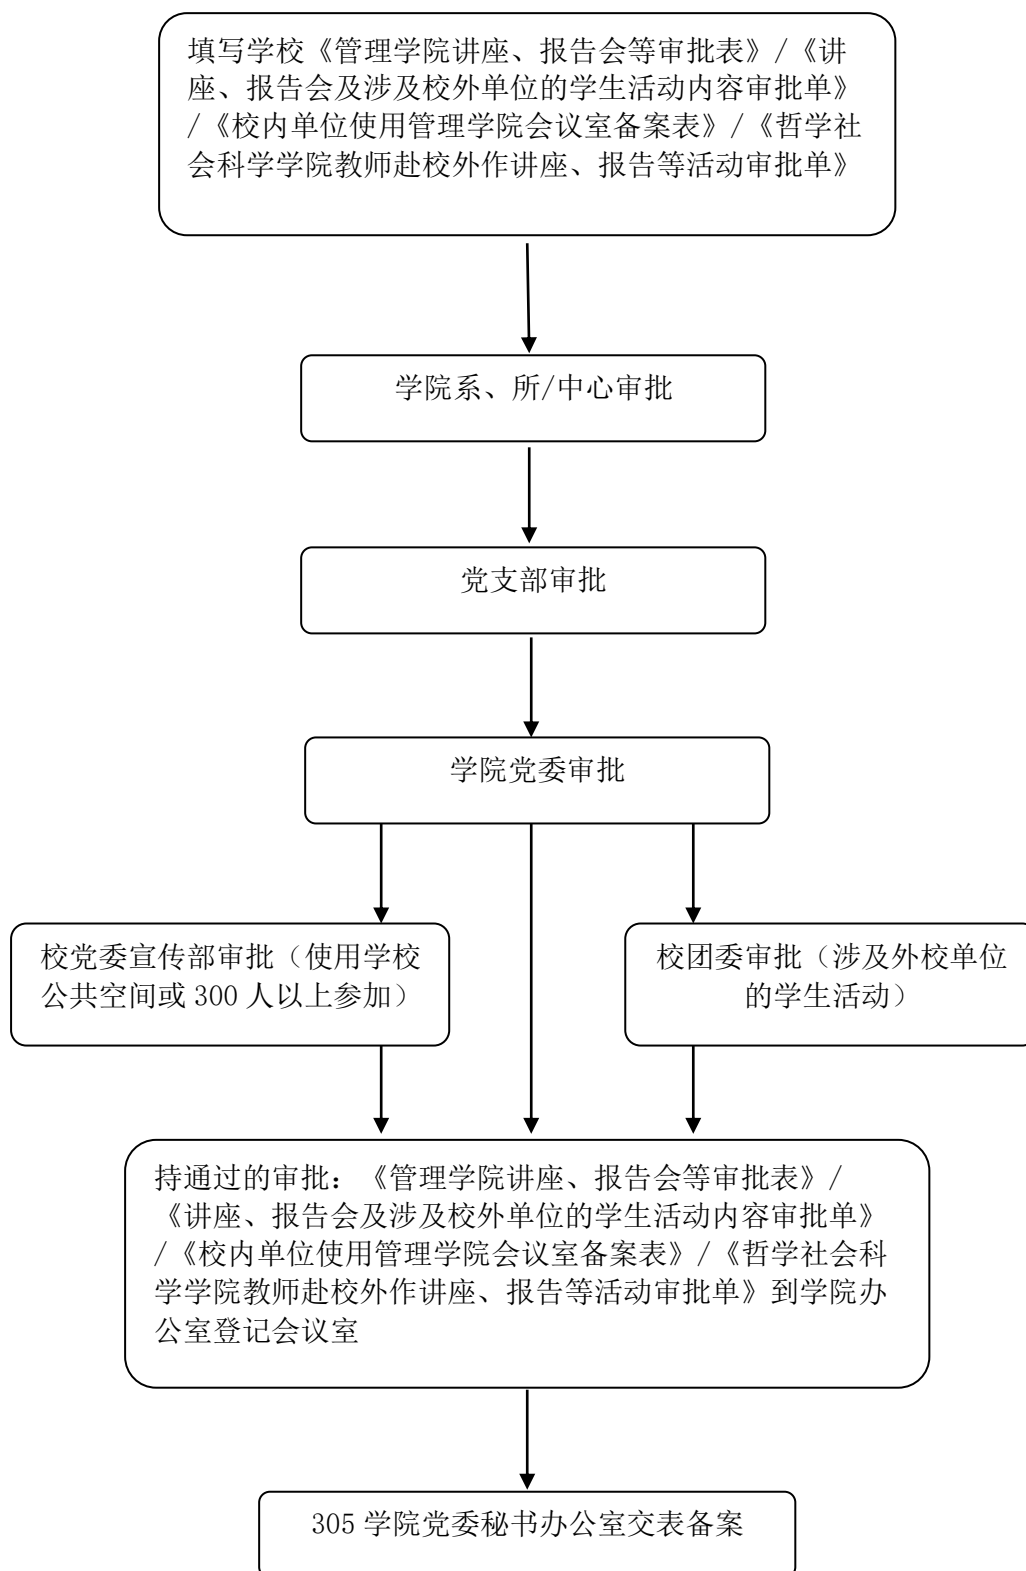 填写学校《管理学院讲座、报告会等审批表》/《讲
座、报告会及涉及校外单位的学生活动内容审批单》
/《校内单位使用管理学院会议室备案表》/《哲学社
会科学学院教师赴校外作讲座、报告等活动审批单》
学院系、所/中心审批
党支部审批
学院党委审批
校党委宣传部审批（使用学校
公共空间或 300 人以上参加）
校团委审批（涉及外校单位
的学生活动）
持通过的审批：《管理学院讲座、报告会等审批表》/
《讲座、报告会及涉及校外单位的学生活动内容审批单》
/《校内单位使用管理学院会议室备案表》/《哲学社会科
学学院教师赴校外作讲座、报告等活动审批单》到学院办
公室登记会议室
305 学院党委秘书办公室交表备案